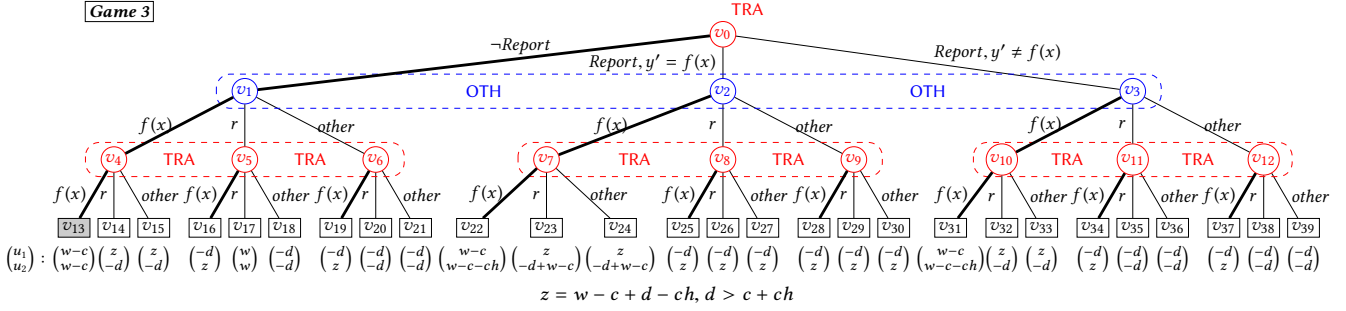 Game 3
TRA
v₀
¬Report
Report, y′ = f(x)
Report, y′ ≠ f(x)
v₁ OTH v₂ OTH v₃
f(x) r other f(x) r other f(x) r other
v₄ TRA v₅ TRA v₆ v₇ TRA v₈ TRA v₉ v₁₀ TRA v₁₁ TRA v₁₂
f(x) r other f(x) r other f(x) r other f(x) r other f(x) r other f(x) r other f(x) r other f(x) r other f(x) r other
v₁₃ v₁₄ v₁₅ v₁₆ v₁₇ v₁₈ v₁₉ v₂₀ v₂₁ v₂₂ v₂₃ v₂₄ v₂₅ v₂₆ v₂₇ v₂₈ v₂₉ v₃₀ v₃₁ v₃₂ v₃₃ v₃₄ v₃₅ v₃₆ v₃₇ v₃₈ v₃₉
(u₁ u₂) : (w−c w−c) (z −d) (z −d) (−d z) (w w) (−d −d) (−d z) (−d −d) (−d −d) (w−c w−c−ch) (z −d+w−c) (z −d+w−c) (−d z) (−d z) (−d z) (−d z) (−d z) (−d z) (w−c w−c−ch) (z −d) (z −d) (−d z) (−d −d) (−d −d) (−d z) (−d −d) (−d −d)
z = w − c + d − ch, d > c + ch